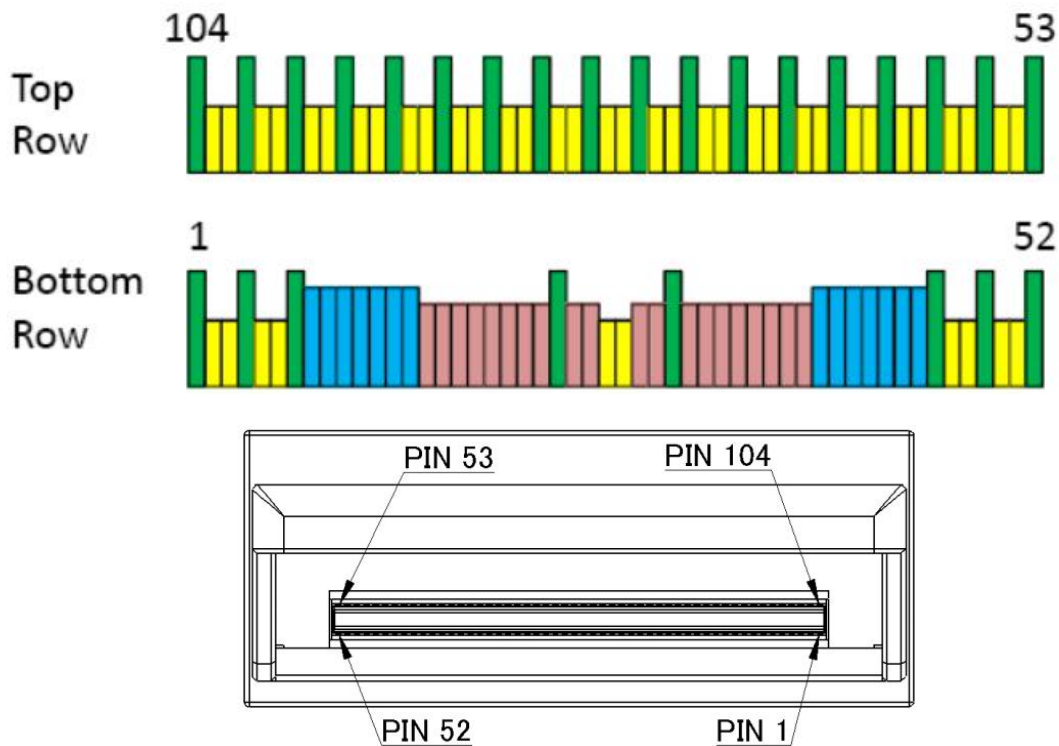 104 53
Top
Row
1 52
Bottom
Row
PIN 53 PIN 104
PIN 52 PIN 1